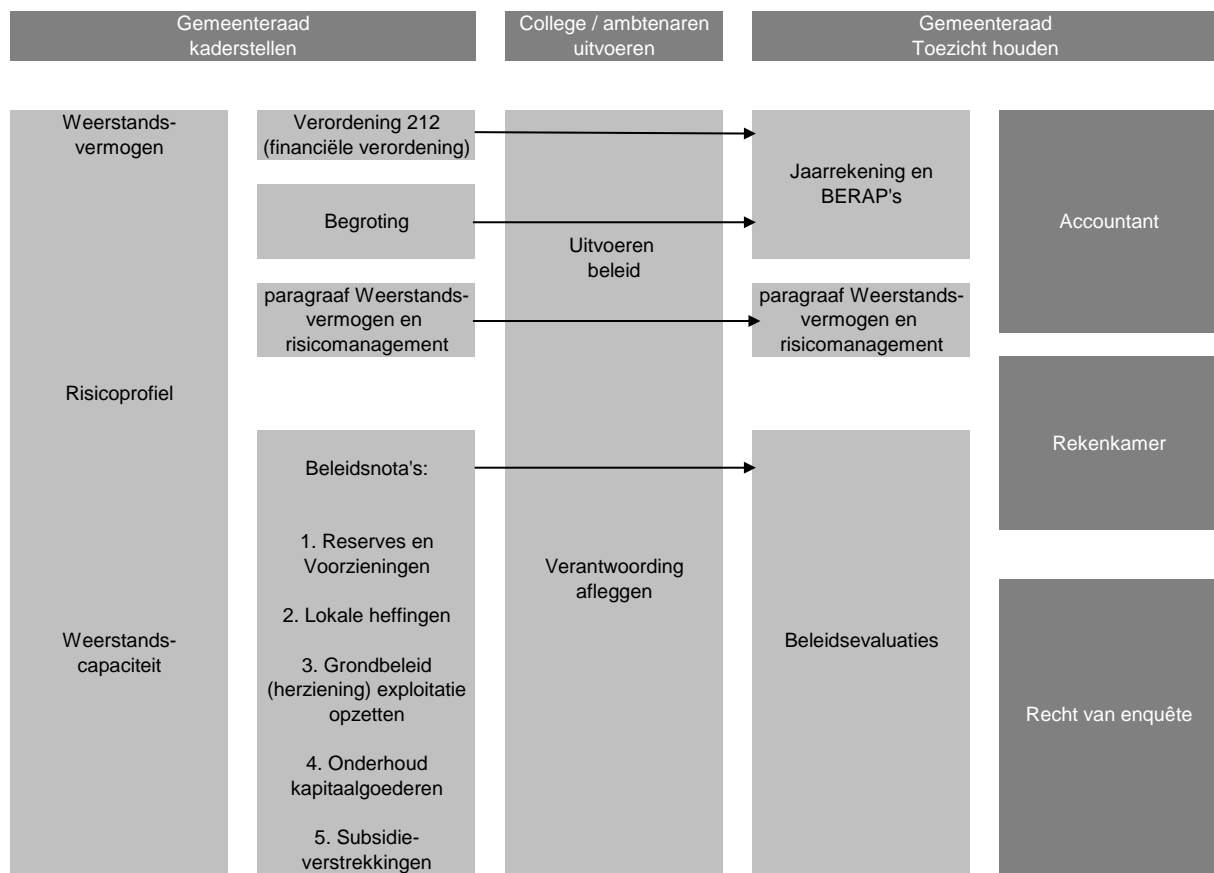 Gemeenteraad
kaderstellen
College / ambtenaren
uitvoeren
Gemeenteraad
Toezicht houden
Weerstands-
vermogen
Risicoprofiel
Weerstands-
capaciteit
Verordening 212
(financiële verordening)
Begroting
paragraaf Weerstands-
vermogen en
risicomanagement
Beleidsnota's:
1. Reserves en
Voorzieningen
2. Lokale heffingen
3. Grondbeleid
(herziening) exploitatie
opzetten
4. Onderhoud
kapitaalgoederen
5. Subsidie-
verstrekkingen
Uitvoeren
beleid
Verantwoording
afleggen
Jaarrekening en
BERAP's
paragraaf Weerstands-
vermogen en
risicomanagement
Beleidsevaluaties
Accountant
Rekenkamer
Recht van enquête